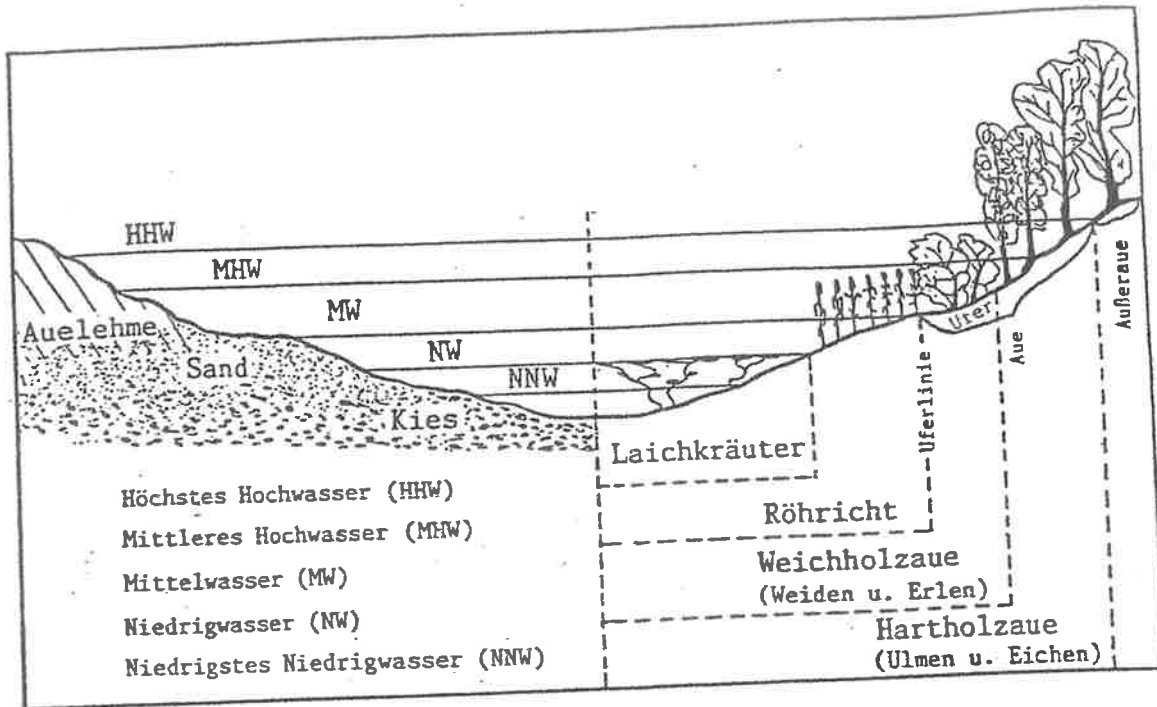 HHW
MHW
MW
NW
NNW
Auelehme
Sand
Kies
Laichkräuter
Uferlinie
Ufer
Aue
Außeraue
Röhricht
Weichholzaue
(Weiden u. Erlen)
Hartholzaue
(Ulmen u. Eichen)
Höchstes Hochwasser (HHW)
Mittleres Hochwasser (MHW)
Mittelwasser (MW)
Niedrigwasser (NW)
Niedrigstes Niedrigwasser (NNW)